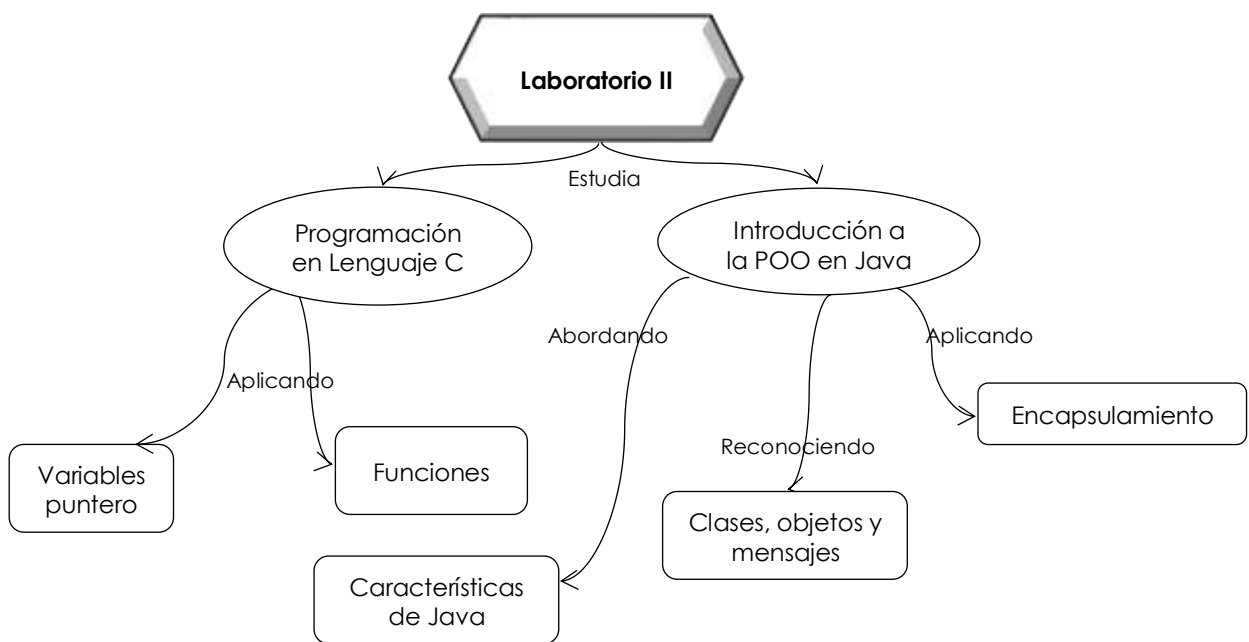 Laboratorio II
Estudia
Programación
en Lenguaje C
Introducción a
la POO en Java
Abordando
Aplicando
Aplicando
Encapsulamiento
Reconociendo
Variables
puntero
Funciones
Clases, objetos y
mensajes
Características
de Java